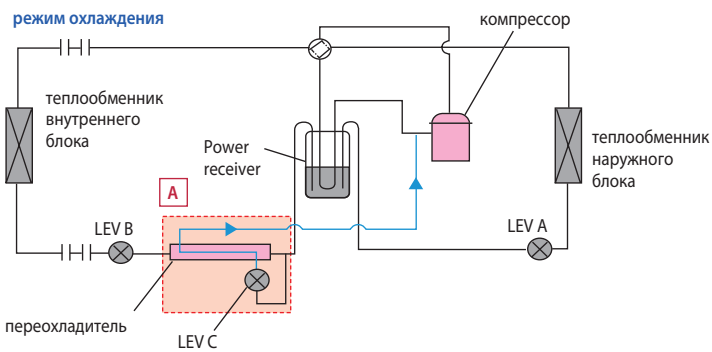 режим охлаждения
компрессор
теплообменник
внутреннего
блока
Power
receiver
теплообменник
наружного
блока
A
LEV B
LEV A
переохладитель
LEV C